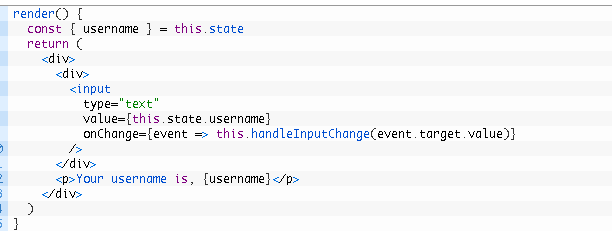 render() {
  const { username } = this.state
  return (
    <div>
      <div>
        <input
          type="text"
          value={this.state.username}
          onChange={event => this.handleInputChange(event.target.value)}
        />
      </div>
      <p>Your username is, {username}</p>
    </div>
  )
}